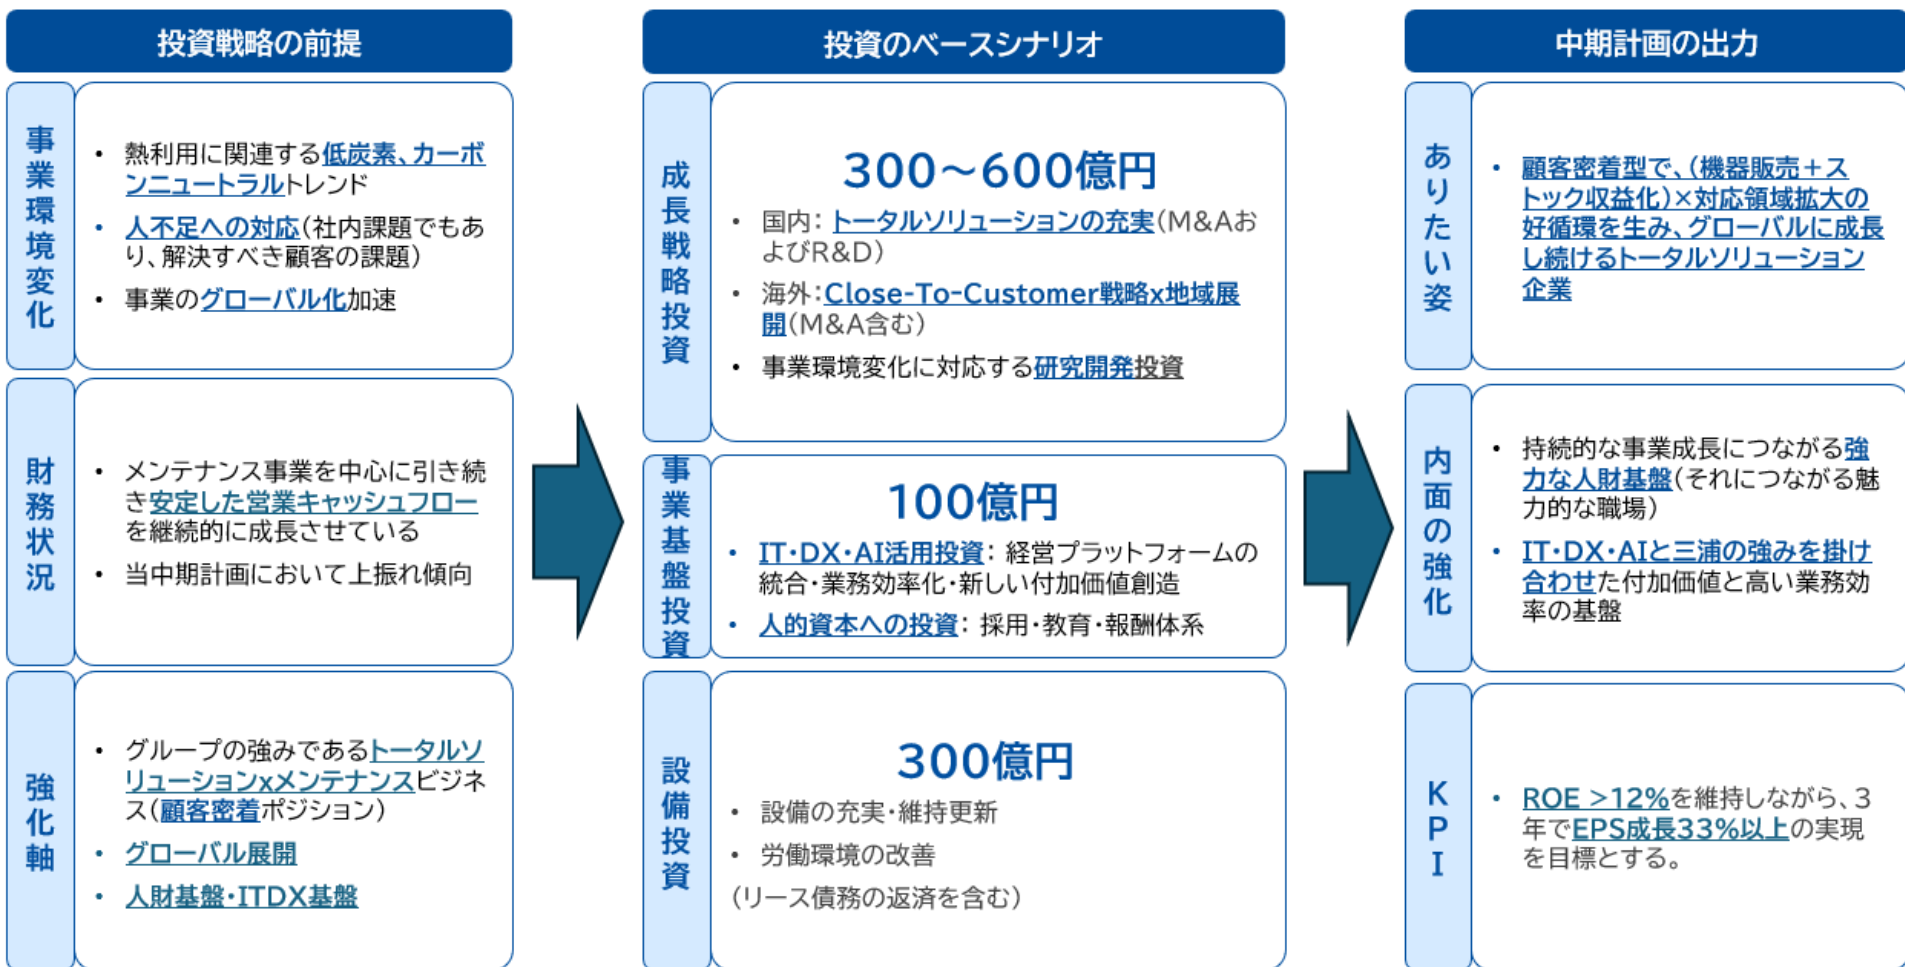 投資戦略の前提
事業環境変化
• 熱利用に関連する低炭素、カーボ
ンニュートラルトレンド
• 人不足への対応(社内課題でもあ
り、解決すべき顧客の課題)
• 事業のグローバル化加速
財務状況
• メンテナンス事業を中心に引き続
き安定した営業キャッシュフロー
を継続的に成長させている
• 当中期計画において上振れ傾向
強化軸
• グループの強みであるトータルソ
リューションxメンテナンスビジネ
ス(顧客密着ポジション)
• グローバル展開
• 人財基盤・ITDX基盤
投資のベースシナリオ
成長戦略投資
300～600億円
• 国内: トータルソリューションの充実(M&Aお
よびR&D)
• 海外:Close-To-Customer戦略x地域展
開(M&A含む)
• 事業環境変化に対応する研究開発投資
事業基盤投資
100億円
• IT・DX・AI活用投資: 経営プラットフォームの
統合・業務効率化・新しい付加価値創造
• 人的資本への投資: 採用・教育・報酬体系
設備投資
300億円
• 設備の充実・維持更新
• 労働環境の改善
(リース債務の返済を含む)
中期計画の出力
ありたい姿
• 顧客密着型で、(機器販売＋ス
トック収益化)×対応領域拡大の
好循環を生み、グローバルに成長
し続けるトータルソリューション
企業
内面の強化
• 持続的な事業成長につながる強
力な人財基盤(それにつながる魅
力的な職場)
• IT・DX・AIと三浦の強みを掛け
合わせた付加価値と高い業務効
率の基盤
KPI
• ROE >12%を維持しながら、3
年でEPS成長33%以上の実現
を目標とする。